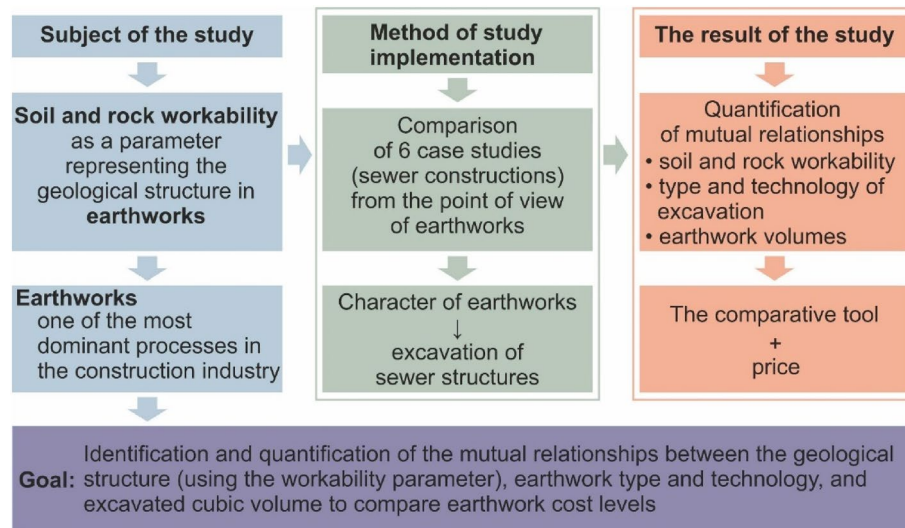 Subject of the study
Soil and rock workability
as a parameter
representing the
geological structure in
earthworks
Earthworks
one of the most
dominant processes in
the construction industry
Method of study
implementation
Comparison
of 6 case studies
(sewer constructions)
from the point of view
of earthworks
Character of earthworks
↓
excavation of
sewer structures
The result of the study
Quantification
of mutual relationships
• soil and rock workability
• type and technology of
excavation
• earthwork volumes
The comparative tool
+
price
Identification and quantification of the mutual relationships between the geological
Goal: structure (using the workability parameter), earthwork type and technology, and
excavated cubic volume to compare earthwork cost levels